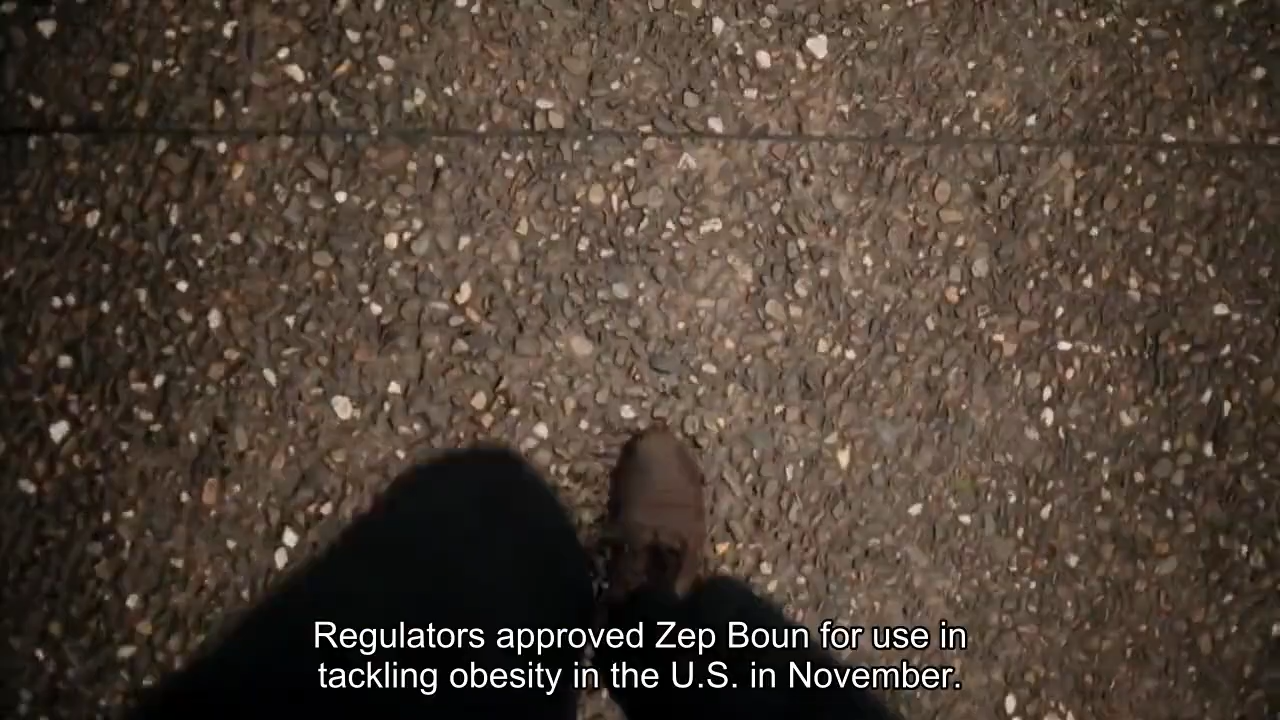 Regulators approved Zep Boun for use in
tackling obesity in the U.S. in November.